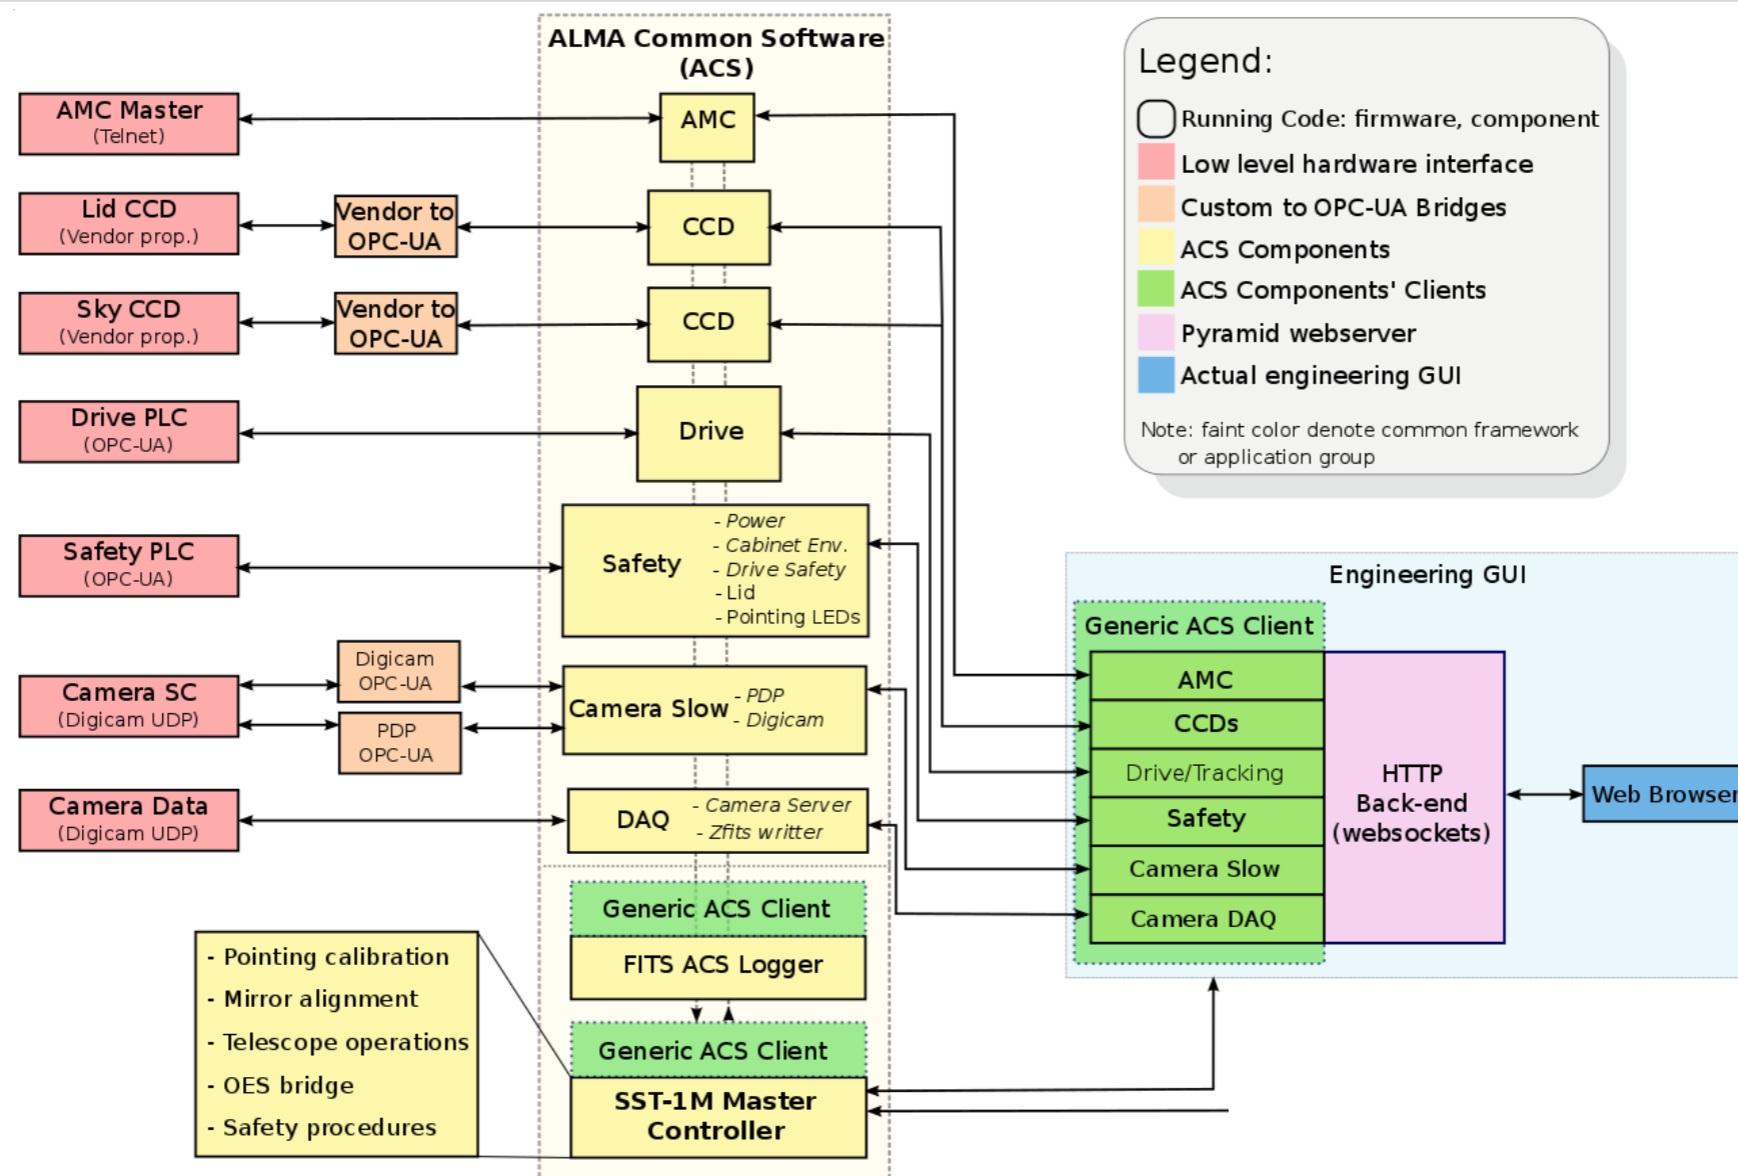 ALMA Common Software
(ACS)
AMC Master
(Telnet)
AMC
Lid CCD
(Vendor prop.)
Vendor to
OPC-UA
CCD
Sky CCD
(Vendor prop.)
Vendor to
OPC-UA
CCD
Drive PLC
(OPC-UA)
Drive
Safety PLC
(OPC-UA)
Safety
- Power
- Cabinet Env.
- Drive Safety
- Lid
- Pointing LEDs
Camera SC
(Digicam UDP)
Digicam
OPC-UA
PDP
OPC-UA
Camera Slow
- PDP
- Digicam
Camera Data
(Digicam UDP)
DAQ
- Camera Server
- Zfits writter
Generic ACS Client
FITS ACS Logger
Generic ACS Client
SST-1M Master
Controller
- Pointing calibration
- Mirror alignment
- Telescope operations
- OES bridge
- Safety procedures
Legend:
Running Code: firmware, component
Low level hardware interface
Custom to OPC-UA Bridges
ACS Components
ACS Components' Clients
Pyramid webserver
Actual engineering GUI
Note: faint color denote common framework
or application group
Engineering GUI
Generic ACS Client
AMC
CCDs
Drive/Tracking
Safety
Camera Slow
Camera DAQ
HTTP
Back-end
(websockets)
Web Browser